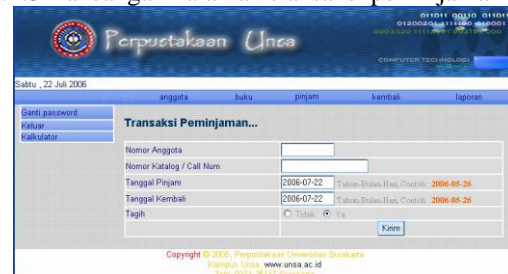 Perpustakaan Unsa
COMPUTER TECHNOLOGI
Sabtu , 22 Juli 2006
anggota buku pinjam kembali laporan
Ganti password
Keluar
Kalkulator
Transaksi Peminjaman...
Nomor Anggota
Nomor Katalog / Call Num
Tanggal Pinjam 2006-07-22 Tahun-Bulan-Hari, Contoh : 2006-05-26
Tanggal Kembali 2006-07-22 Tahun-Bulan-Hari, Contoh : 2006-05-26
Tagih Tidak Ya
Kirim
Copyright © 2006, Perpustakaan Universitas Surakarta
Kampus Unsa, www.unsa.ac.id